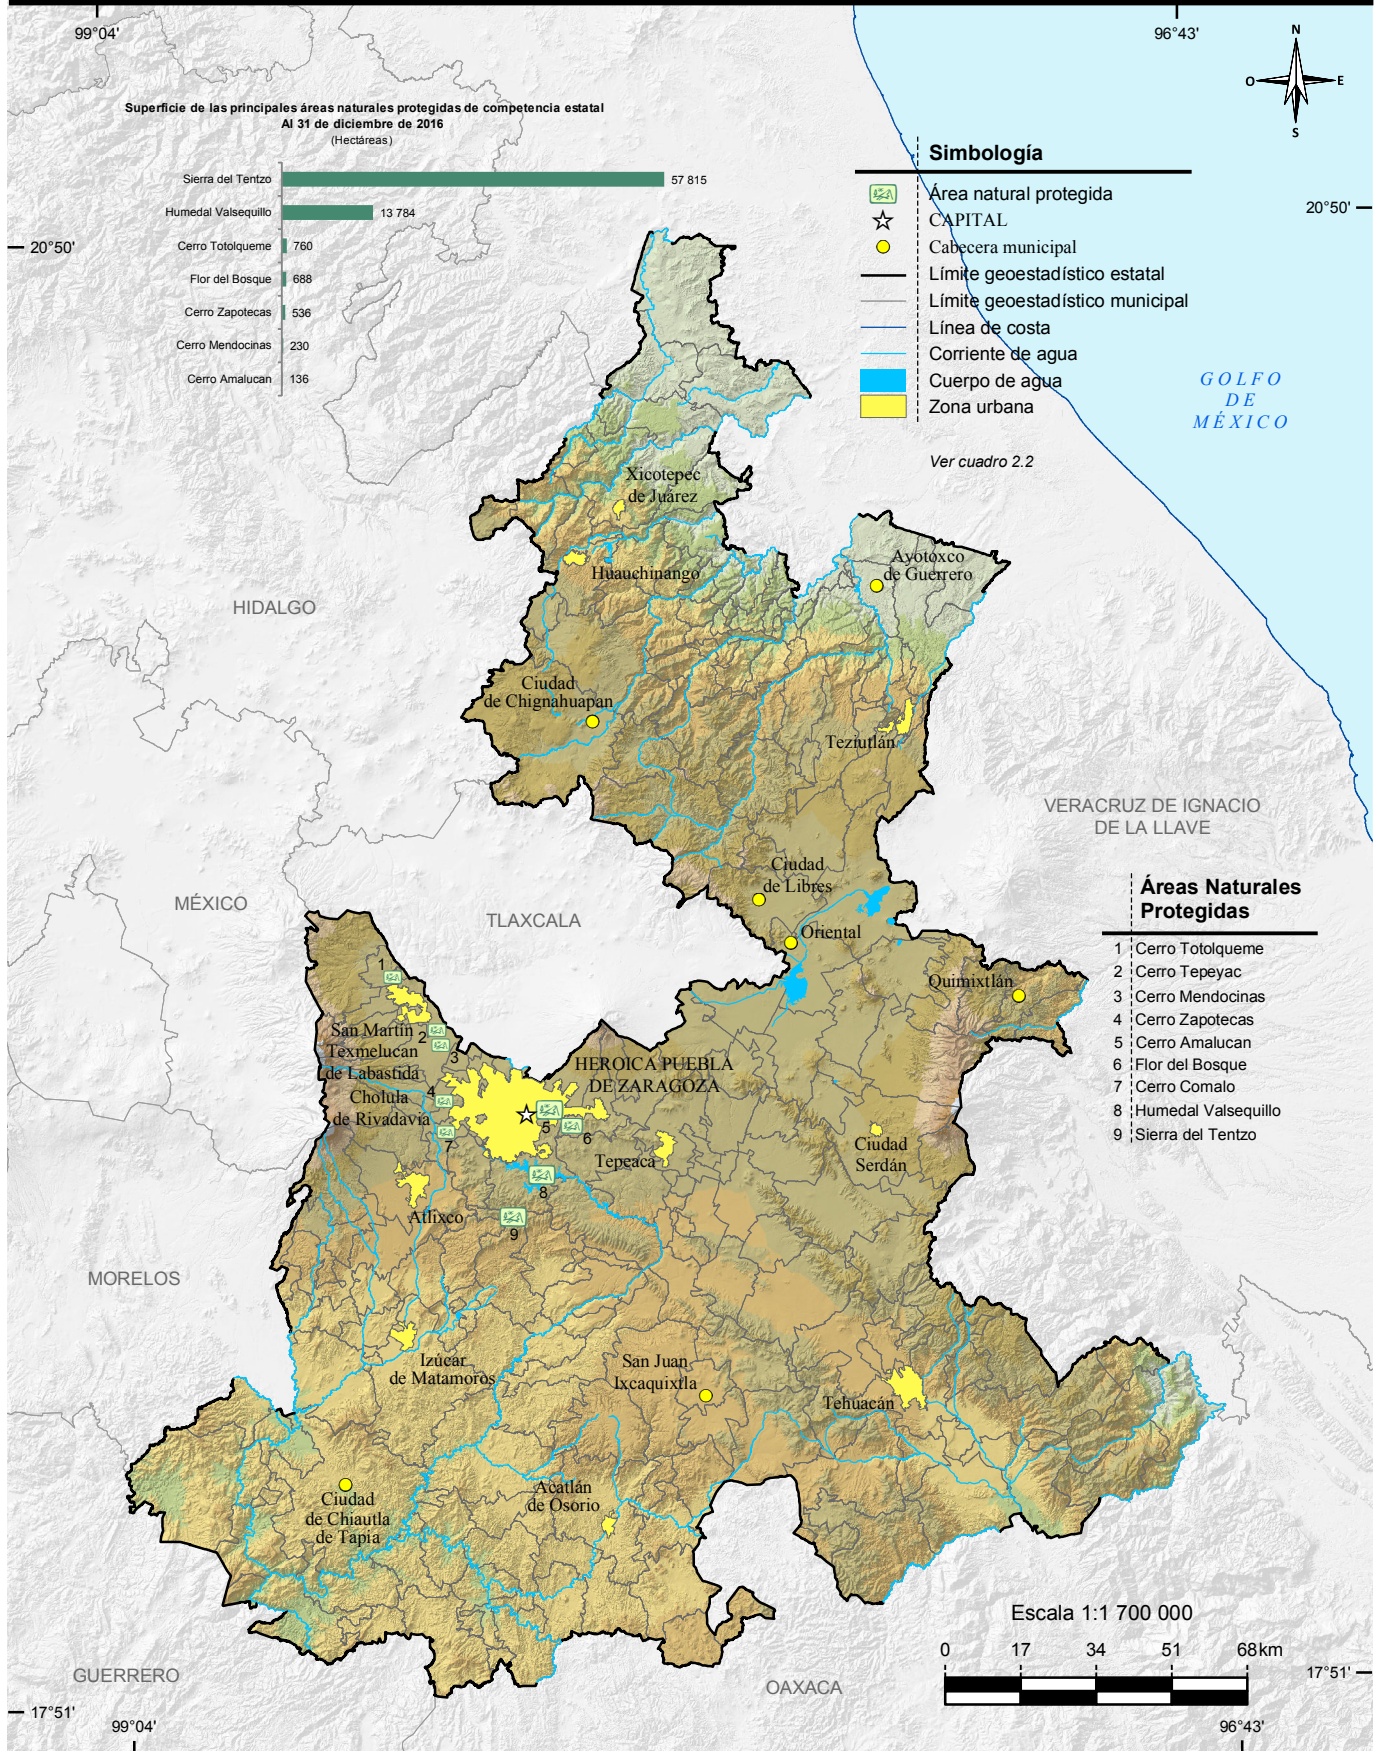 99°04'
96°43'
N
O
E
S
Superficie de las principales áreas naturales protegidas de competencia estatal
Al 31 de diciembre de 2016
(Hectáreas)
Sierra del Tentzo 57 815
Humedal Valsequillo 13 784
Cerro Totolqueme 760
Flor del Bosque 688
Cerro Zapotecas 536
Cerro Mendocinas 230
Cerro Amalucan 136
Simbología
Área natural protegida
CAPITAL
Cabecera municipal
Límite geoestadístico estatal
Límite geoestadístico municipal
Línea de costa
Corriente de agua
Cuerpo de agua
Zona urbana
Ver cuadro 2.2
20°50'
20°50'
GOLFO
DE
MÉXICO
Xicotepec
de Juárez
Huauchinango
Ayotoxco
de Guerrero
HIDALGO
Ciudad
de Chignahuapan
Teziutlán
VERACRUZ DE IGNACIO
DE LA LLAVE
Ciudad
de Libres
Oriental
MÉXICO
TLAXCALA
Quimixtlán
Áreas Naturales
Protegidas
1 Cerro Totolqueme
2 Cerro Tepeyac
3 Cerro Mendocinas
4 Cerro Zapotecas
5 Cerro Amalucan
6 Flor del Bosque
7 Cerro Comalo
8 Humedal Valsequillo
9 Sierra del Tentzo
1
San Martín
Texmelucan
de Labastida
2
3
HEROICA PUEBLA
DE ZARAGOZA
4
Cholula
de Rivadavia
5
6
7
Tepeaca
Ciudad
Serdán
8
Atlixco
9
MORELOS
Izúcar
de Matamoros
San Juan
Ixcaquixtla
Tehuacán
Ciudad
de Chiautla
de Tapia
Acatlán
de Osorio
Escala 1:1 700 000
0 17 34 51 68 km
GUERRERO
OAXACA
17°51'
17°51'
99°04'
96°43'